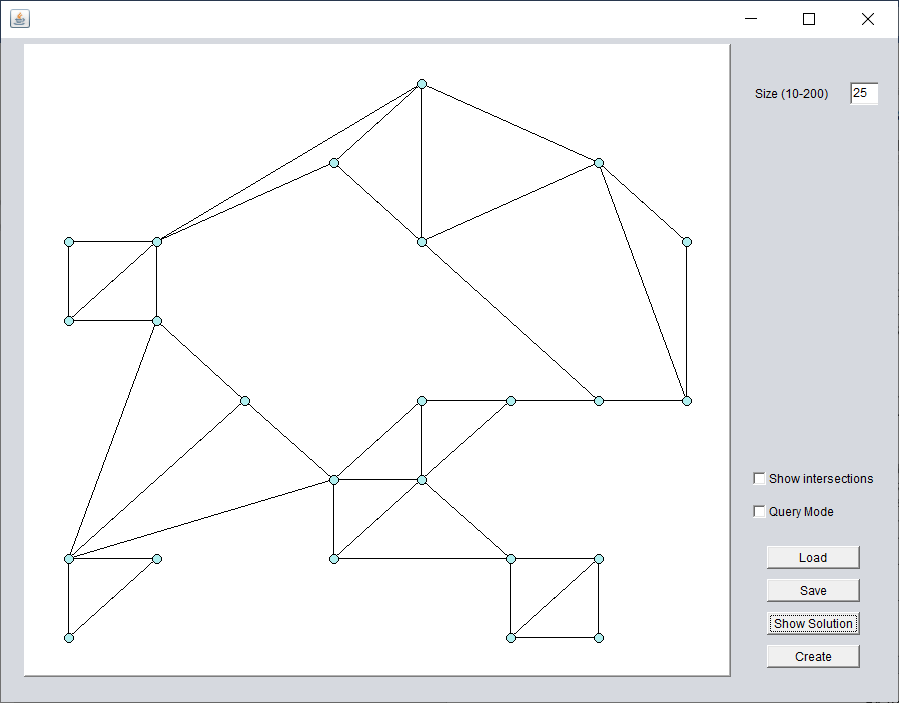 Size (10-200) 25
Show intersections
Query Mode
Load
Save
Show Solution
Create